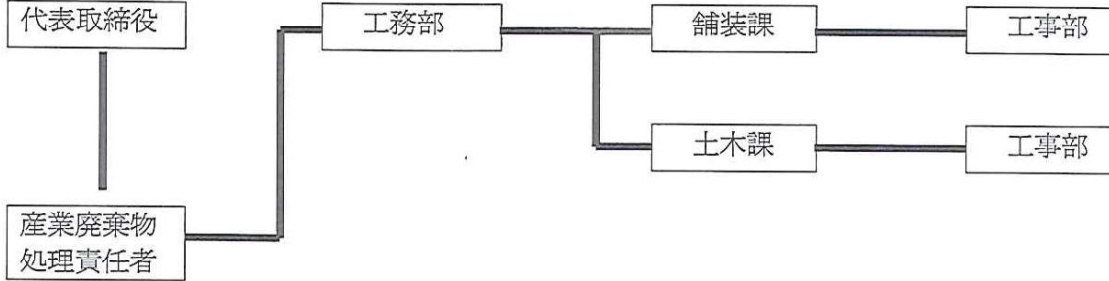 代表取締役
工務部
舗装課
工事部
土木課
工事部
産業廃棄物
処理責任者